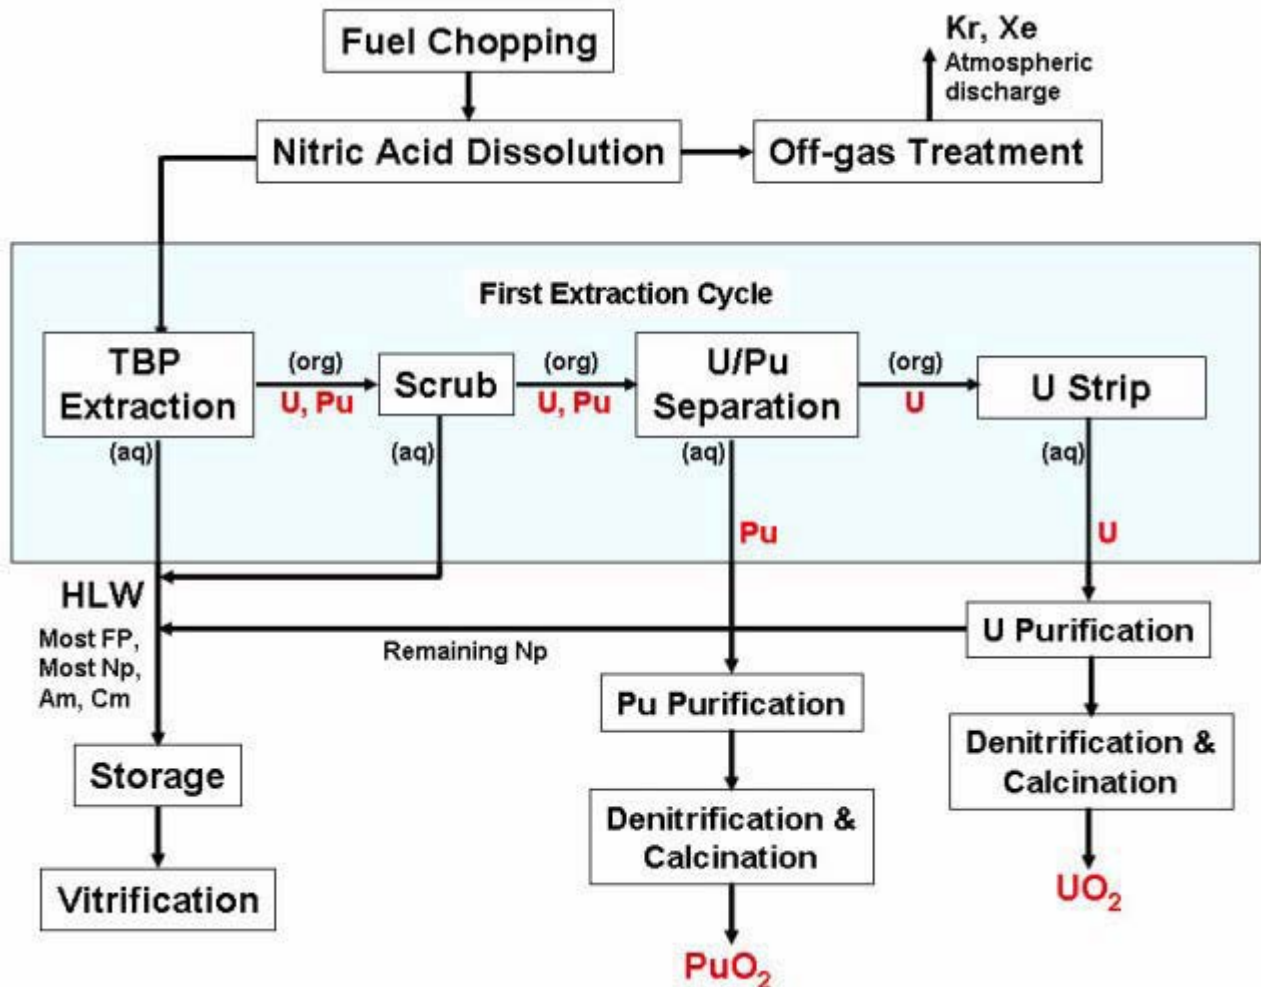 Fuel Chopping
Kr, Xe
Atmospheric
discharge
Nitric Acid Dissolution
Off-gas Treatment
First Extraction Cycle
TBP
Extraction
(org)
U, Pu
Scrub
(org)
U, Pu
U/Pu
Separation
(org)
U
U Strip
(aq)
(aq)
(aq)
(aq)
Pu
U
HLW
Most FP,
Most Np,
Am, Cm
Remaining Np
U Purification
Pu Purification
Storage
Denitrification &
Calcination
Denitrification &
Calcination
Vitrification
UO₂
PuO₂